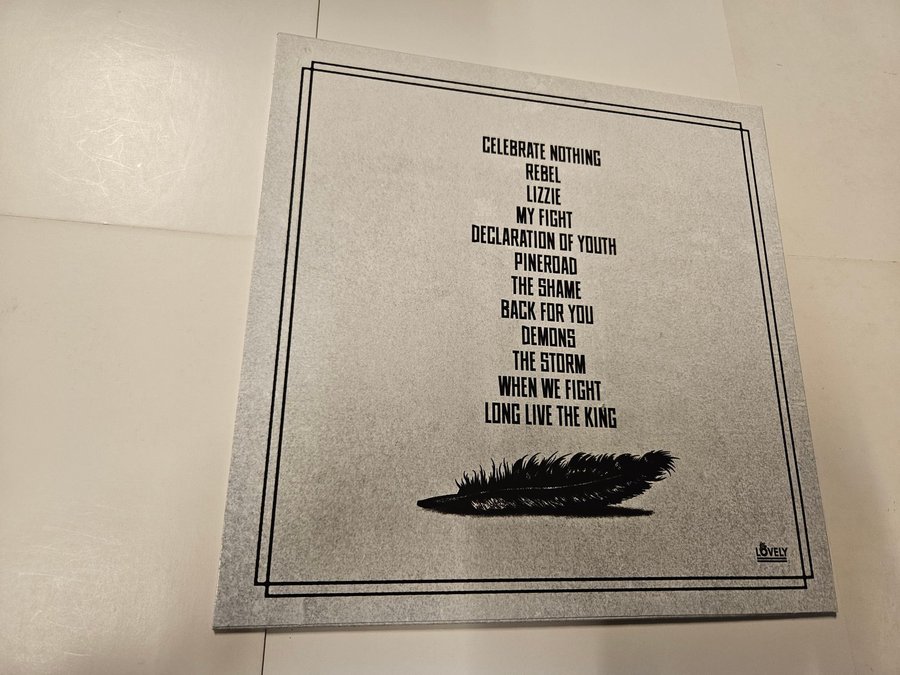 CELEBRATE NOTHING
REBEL
LIZZIE
MY FIGHT
DECLARATION OF YOUTH
PINEROAD
THE SHAME
BACK FOR YOU
DEMONS
THE STORM
WHEN WE FIGHT
LONG LIVE THE KING
LOVELY